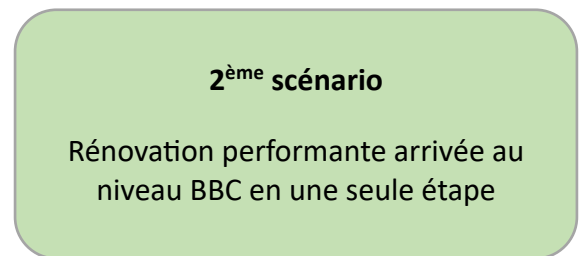 2ème scénario
Rénovation performante arrivée au
niveau BBC en une seule étape